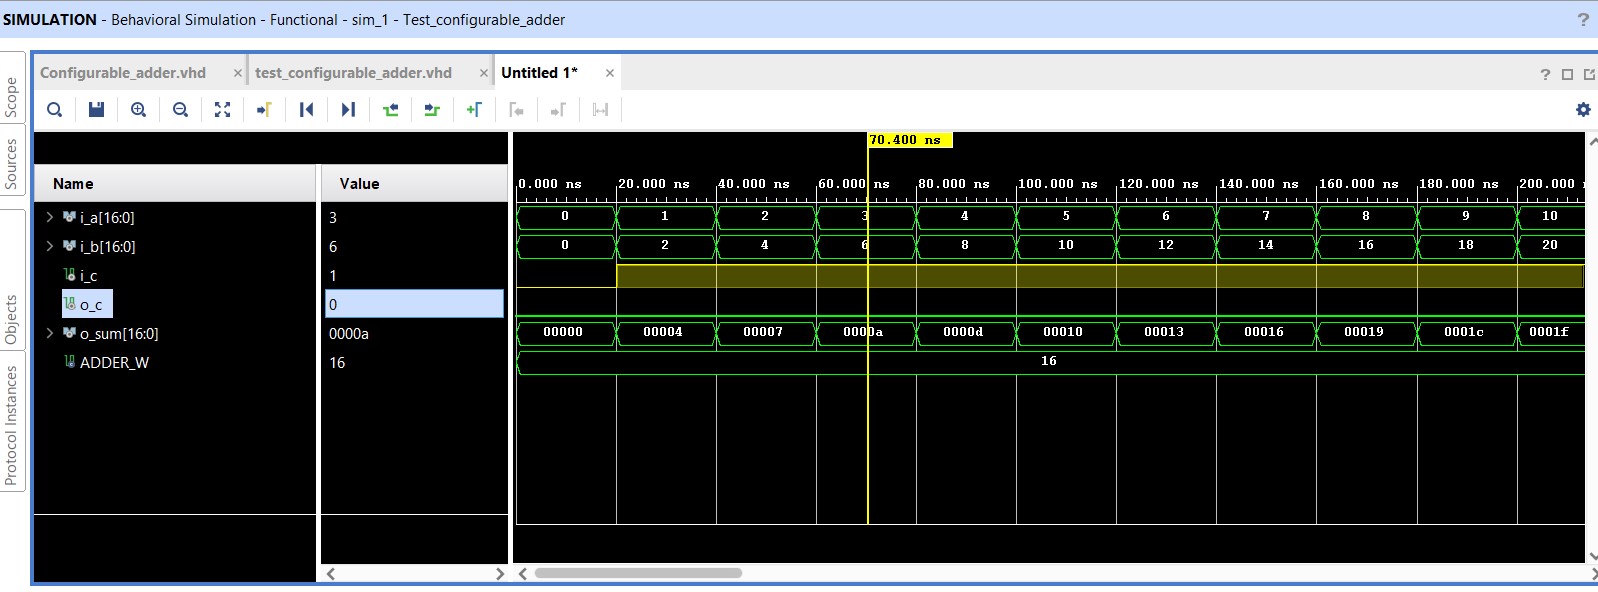 SIMULATION - Behavioral Simulation - Functional - sim_1 - Test_configurable_adder ?
Scope
Sources
Objects
Protocol Instances
Configurable_adder.vhd × test_configurable_adder.vhd × Untitled 1* × ?
70.400 ns
Name Value
0.000 ns 20.000 ns 40.000 ns 60.000 ns 80.000 ns 100.000 ns 120.000 ns 140.000 ns 160.000 ns 180.000 ns 200.000
i_a[16:0] 3 0 1 2 3 4 5 6 7 8 9 10
i_b[16:0] 6 0 2 4 6 8 10 12 14 16 18 20
i_c 1
o_c 0
o_sum[16:0] 0000a 00000 00004 00007 0000a 0000d 00010 00013 00016 00019 0001c 0001f
ADDER_W 16 16